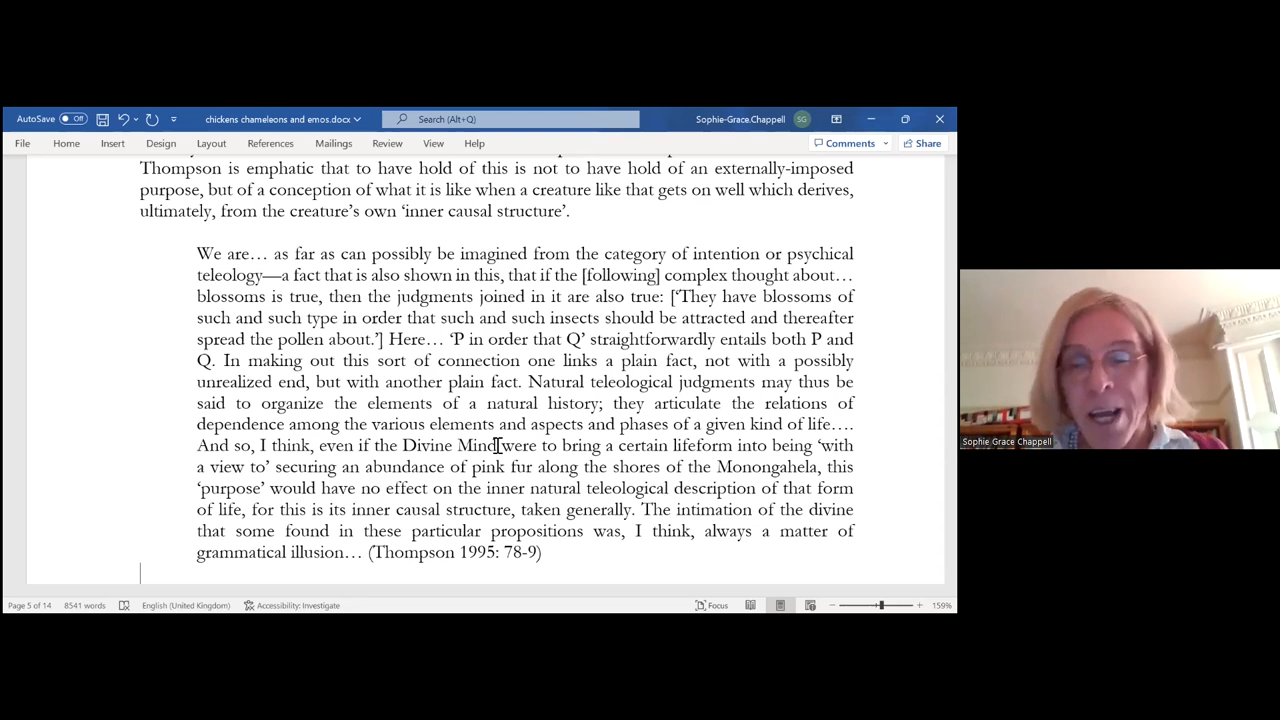 AutoSave Off chickens chameleons and emos.docx Search (Alt+Q) Sophie-Grace.Chappell SG
File Home Insert Design Layout References Mailings Review View Help Comments Share
Thompson is emphatic that to have hold of this is not to have hold of an externally-imposed
purpose, but of a conception of what it is like when a creature like that gets on well which derives,
ultimately, from the creature's own ‘inner causal structure’.
We are… as far as can possibly be imagined from the category of intention or psychical
teleology—a fact that is also shown in this, that if the [following] complex thought about…
blossoms is true, then the judgments joined in it are also true: [‘They have blossoms of
such and such type in order that such and such insects should be attracted and thereafter
spread the pollen about.’] Here… ‘P in order that Q’ straightforwardly entails both P and
Q. In making out this sort of connection one links a plain fact, not with a possibly
unrealized end, but with another plain fact. Natural teleological judgments may thus be
said to organize the elements of a natural history; they articulate the relations of
dependence among the various elements and aspects and phases of a given kind of life….
And so, I think, even if the Divine Mind were to bring a certain lifeform into being ‘with
a view to’ securing an abundance of pink fur along the shores of the Monongahela, this
‘purpose’ would have no effect on the inner natural teleological description of that form
of life, for this is its inner causal structure, taken generally. The intimation of the divine
that some found in these particular propositions was, I think, always a matter of
grammatical illusion… (Thompson 1995: 78-9)
Page 5 of 14 8541 words English (United Kingdom) Accessibility: Investigate Focus 159%
Sophie Grace Chappell